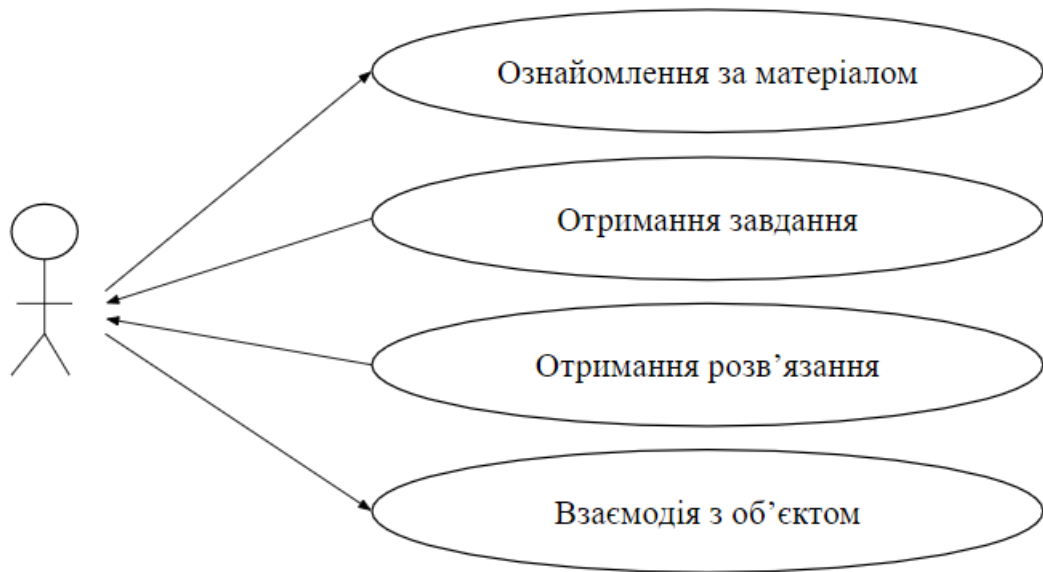 Ознайомлення за матеріалом
Отримання завдання
Отримання розв’язання
Взаємодія з об’єктом